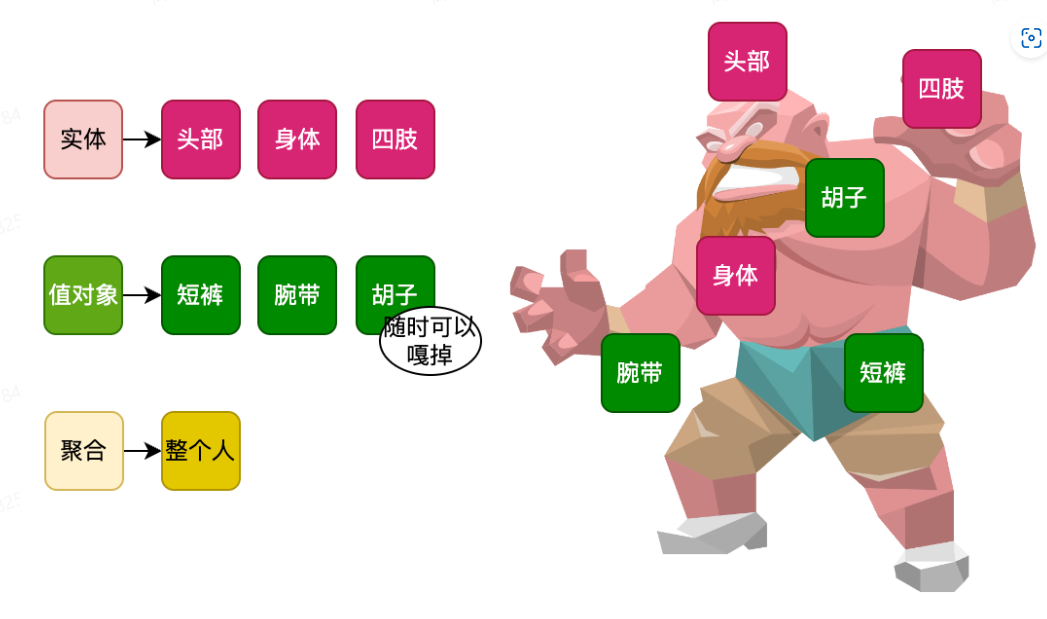 实体
头部
身体
四肢
值对象
短裤
腕带
胡子
随时可以
嘎掉
聚合
整个人
头部
四肢
胡子
身体
腕带
短裤